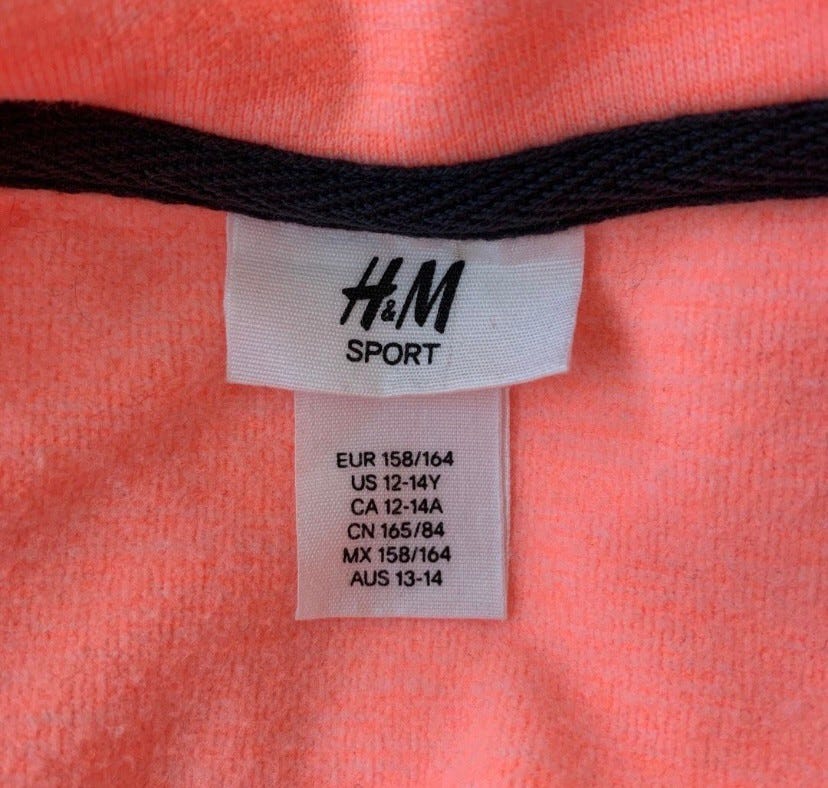 H&M
SPORT
EUR 158/164
US 12-14Y
CA 12-14A
CN 165/84
MX 158/164
AUS 13-14